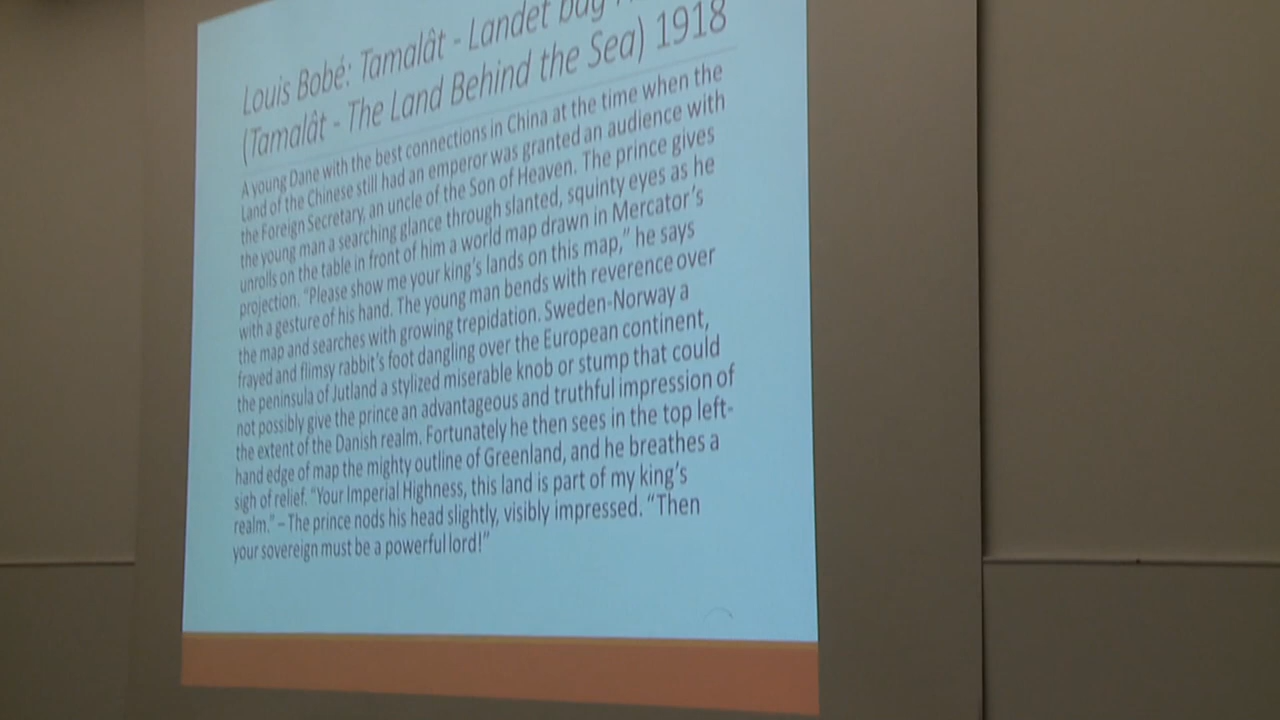 Louis Bobé: Tamalât - Landet bag
(Tamalât - The Land Behind the Sea) 1918
A young Dane with the best connections in China at the time when the
Land of the Chinese still had an emperor was granted an audience with
the Foreign Secretary, an uncle of the Son of Heaven. The prince gives
the young man a searching glance through slanted, squinty eyes as he
unrolls on the table in front of him a world map drawn in Mercator's
projection. "Please show me your king's lands on this map," he says
with a gesture of his hand. The young man bends with reverence over
the map and searches with growing trepidation. Sweden-Norway a
frayed and flimsy rabbit's foot dangling over the European continent,
the peninsula of Jutland a stylized miserable knob or stump that could
not possibly give the prince an advantageous and truthful impression of
the extent of the Danish realm. Fortunately he then sees in the top left-
hand edge of map the mighty outline of Greenland, and he breathes a
sigh of relief. "Your Imperial Highness, this land is part of my king's
realm." – The prince nods his head slightly, visibly impressed. "Then
your sovereign must be a powerful lord!"